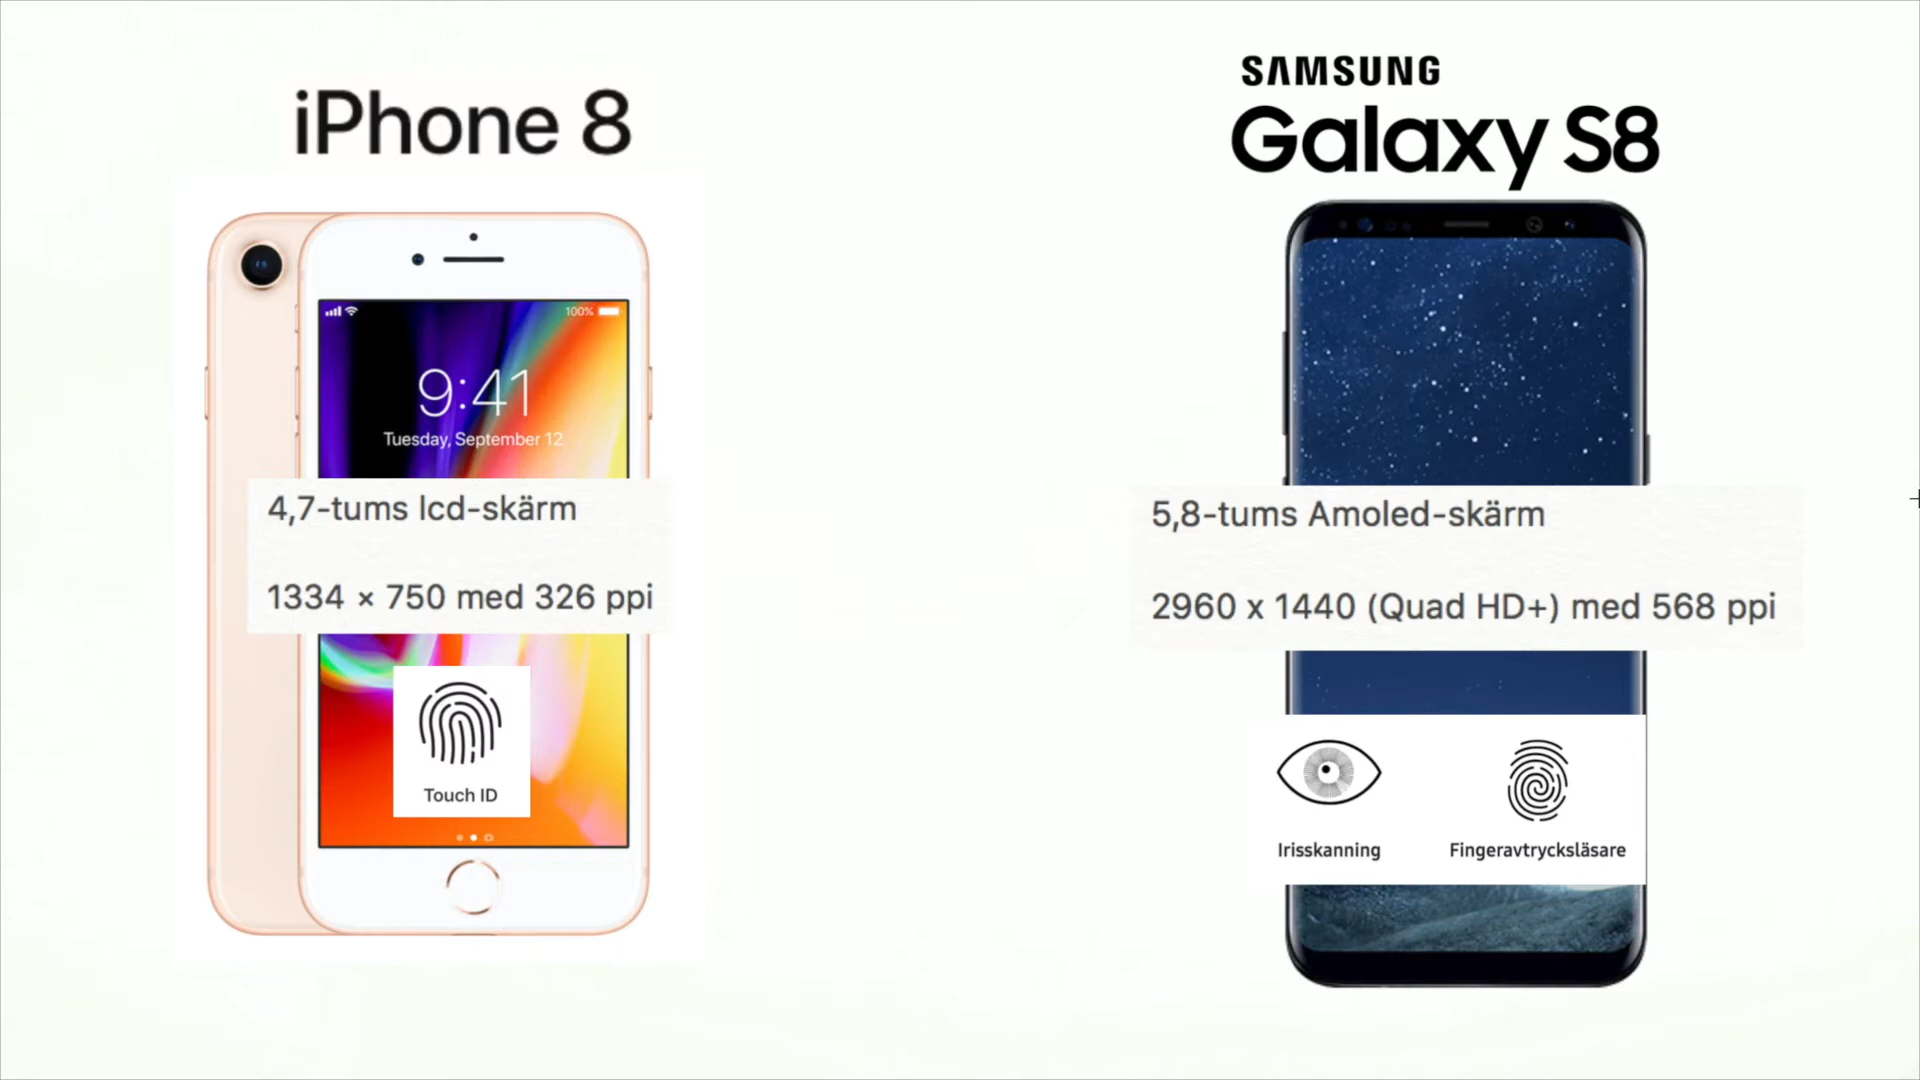 iPhone 8
100%
9:41
Tuesday, September 12
4,7-tums lcd-skärm
1334 × 750 med 326 ppi
Touch ID
SAMSUNG
Galaxy S8
5,8-tums Amoled-skärm
2960 x 1440 (Quad HD+) med 568 ppi
Irisskanning
Fingeravtrycksläsare